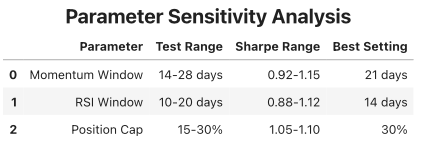 Parameter Sensitivity Analysis
Parameter Test Range Sharpe Range Best Setting
0 Momentum Window 14-28 days 0.92-1.15 21 days
1 RSI Window 10-20 days 0.88-1.12 14 days
2 Position Cap 15-30% 1.05-1.10 30%